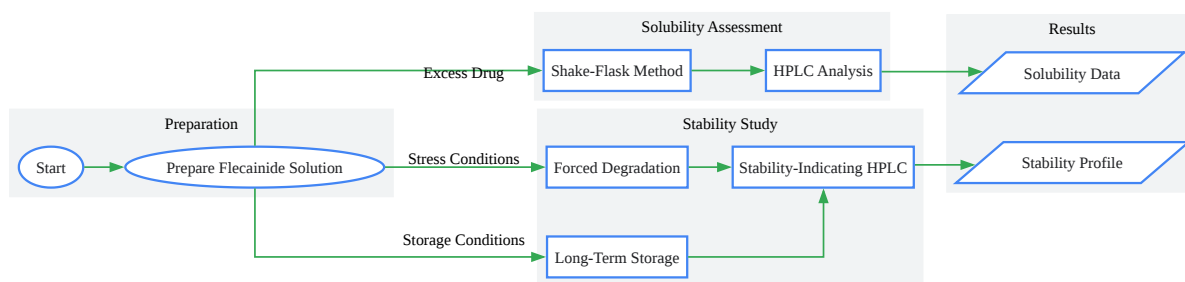 Solubility Assessment
Results
Excess Drug
Shake-Flask Method
HPLC Analysis
Solubility Data
Preparation
Stability Study
Start
Prepare Flecainide Solution
Stress Conditions
Forced Degradation
Stability-Indicating HPLC
Stability Profile
Storage Conditions
Long-Term Storage